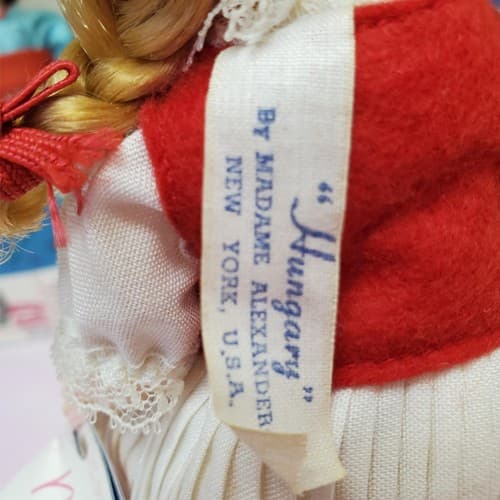 "Hungary"
By MADAME ALEXANDER
NEW YORK, U.S.A.